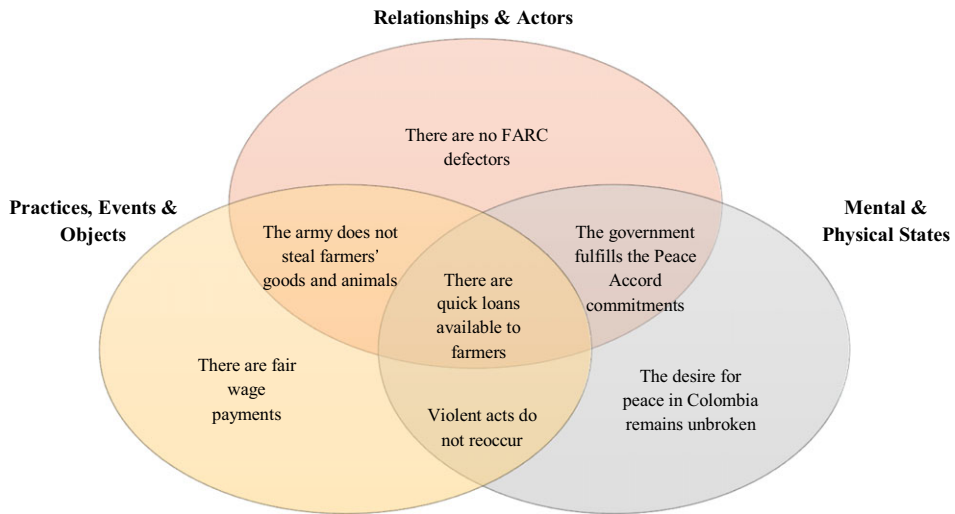 Relationships & Actors
There are no FARC
defectors
Practices, Events &
Objects
Mental &
Physical States
The army does not
steal farmers'
goods and animals
The government
fulfills the Peace
Accord
commitments
There are
quick loans
available to
farmers
There are fair
wage
payments
The desire for
peace in Colombia
remains unbroken
Violent acts do
not reoccur